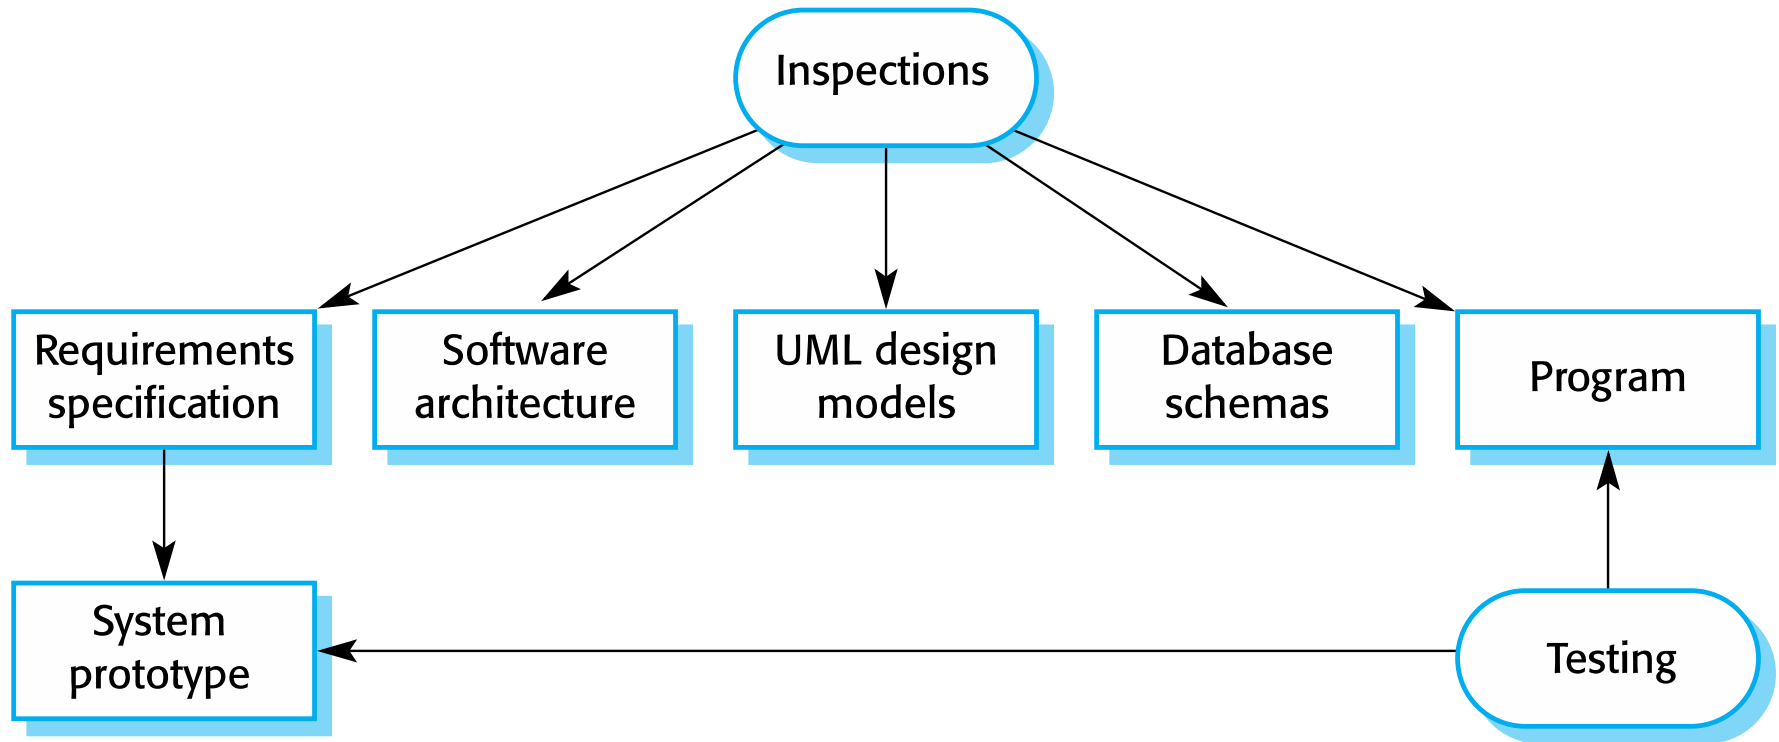 Inspections
Requirements
specification
Software
architecture
UML design
models
Database
schemas
Program
System
prototype
Testing